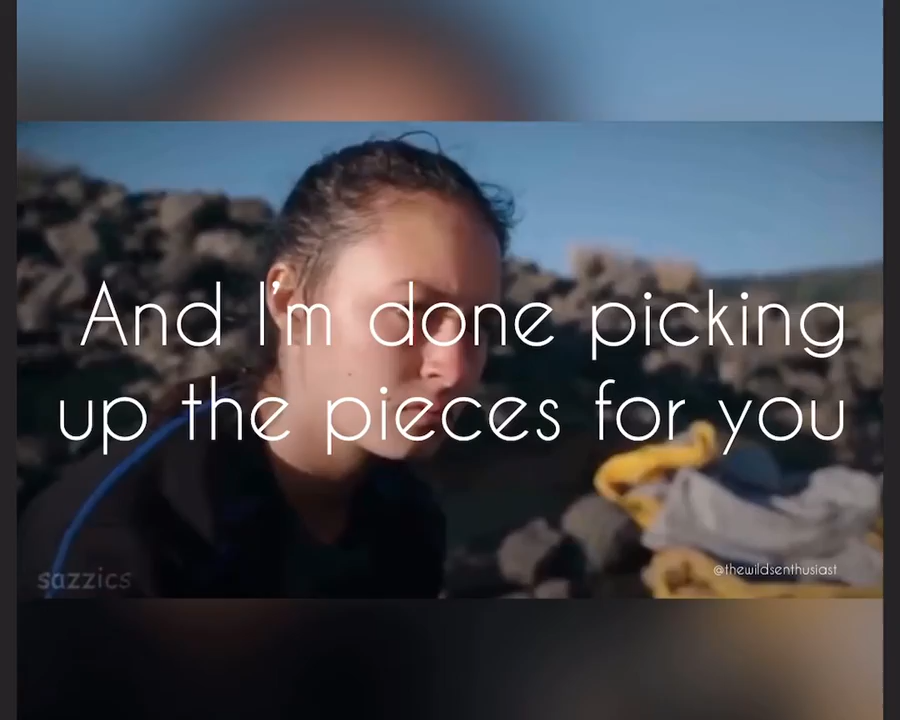 And I'm done picking
up the pieces for you
@thewildsenthusiast
sazzics